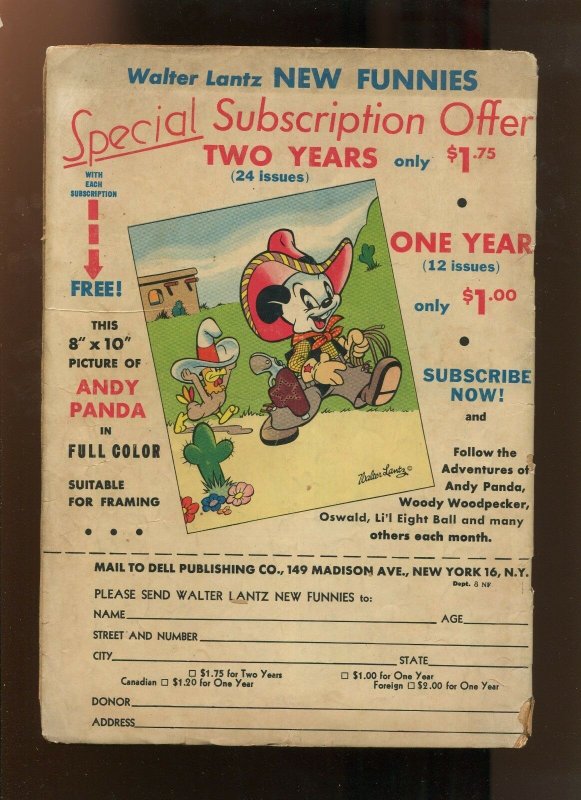 Walter Lantz NEW FUNNIES
Special Subscription Offer
TWO YEARS only $1.75
(24 issues)
WITH
EACH
SUBSCRIPTION
FREE!
THIS
8" x 10"
PICTURE OF
ANDY
PANDA
IN
FULL COLOR
SUITABLE
FOR FRAMING
• • •
Walter Lantz ©
•
ONE YEAR
(12 issues)
only $1.00
•
SUBSCRIBE
NOW!
and
Follow the
Adventures of
Andy Panda,
Woody Woodpecker,
Oswald, Li'l Eight Ball and many
others each month.
MAIL TO DELL PUBLISHING CO., 149 MADISON AVE., NEW YORK 16, N.Y.
Dept. 8 NF
PLEASE SEND WALTER LANTZ NEW FUNNIES to:
NAME AGE
STREET AND NUMBER
CITY STATE
□ $1.75 for Two Years □ $1.00 for One Year
Canadian □ $1.20 for One Year Foreign □ $2.00 for One Year
DONOR
ADDRESS